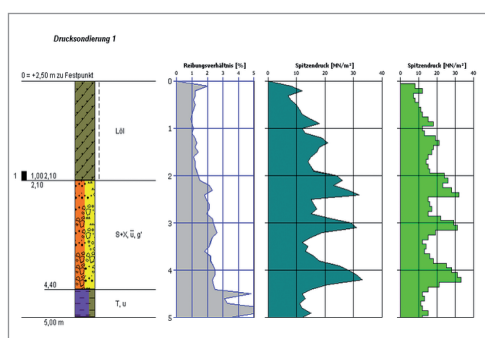 Drucksondierung 1
0 = +2,50 m zu Festpunkt
Reibungsverhältnis [%]
0 1 2 3 4 5
Spitzendruck [MN/m²]
0 10 20 30 40
Spitzendruck [MN/m²]
0 10 20 30 40
0
1
2
3
4
5
Löl
1 1,00 2,10
2,10
S+X, ū, g'
4,40
T, u
5,00 m